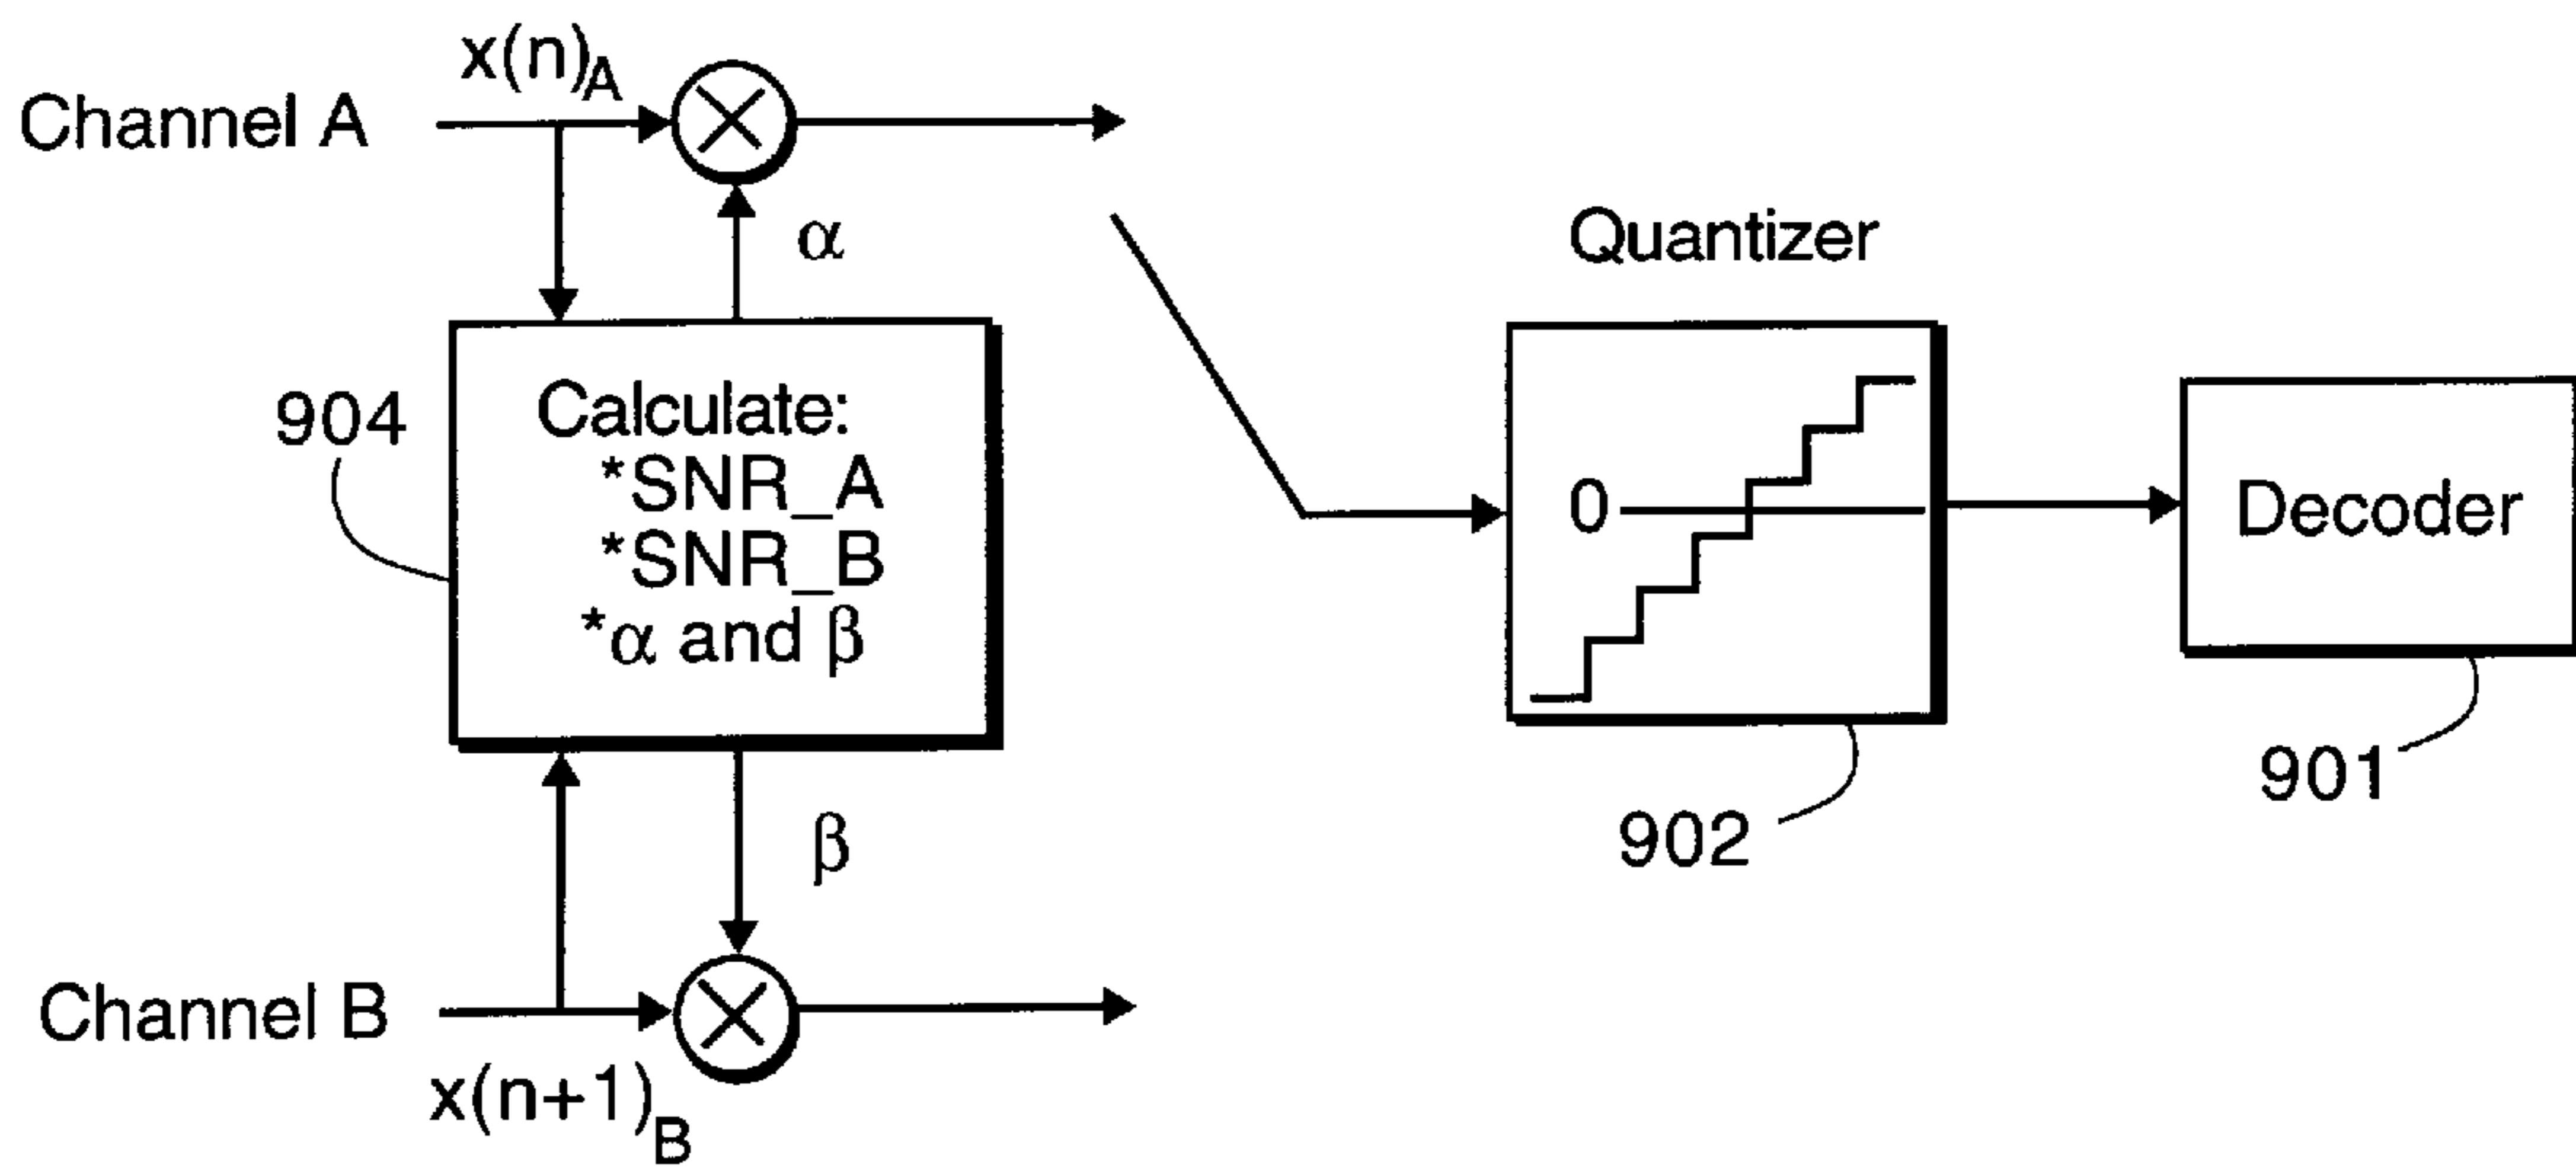 x(n)A
Channel A
α
Quantizer
904
Calculate:
*SNR_A
*SNR_B
*α and β
0
Decoder
901
902
β
Channel B
x(n+1)B